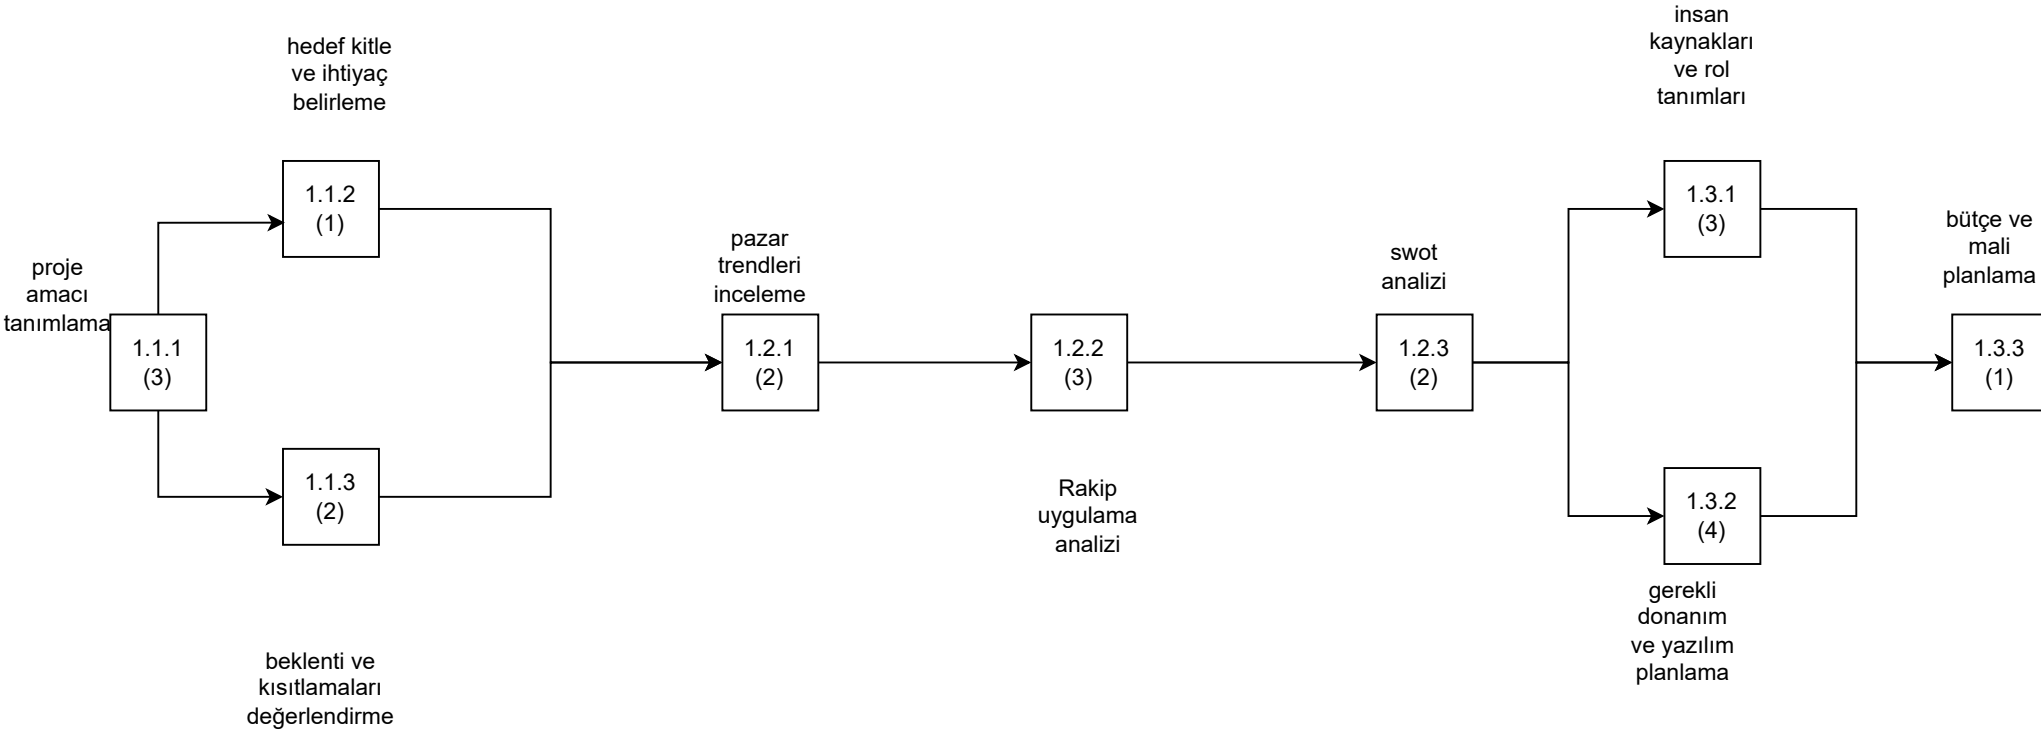 proje
amacı
tanımlama
1.1.1
(3)
hedef kitle
ve ihtiyaç
belirleme
1.1.2
(1)
1.1.3
(2)
beklenti ve
kısıtlamaları
değerlendirme
pazar
trendleri
inceleme
1.2.1
(2)
1.2.2
(3)
Rakip
uygulama
analizi
swot
analizi
1.2.3
(2)
insan
kaynakları
ve rol
tanımları
1.3.1
(3)
1.3.2
(4)
gerekli
donanım
ve yazılım
planlama
bütçe ve
mali
planlama
1.3.3
(1)